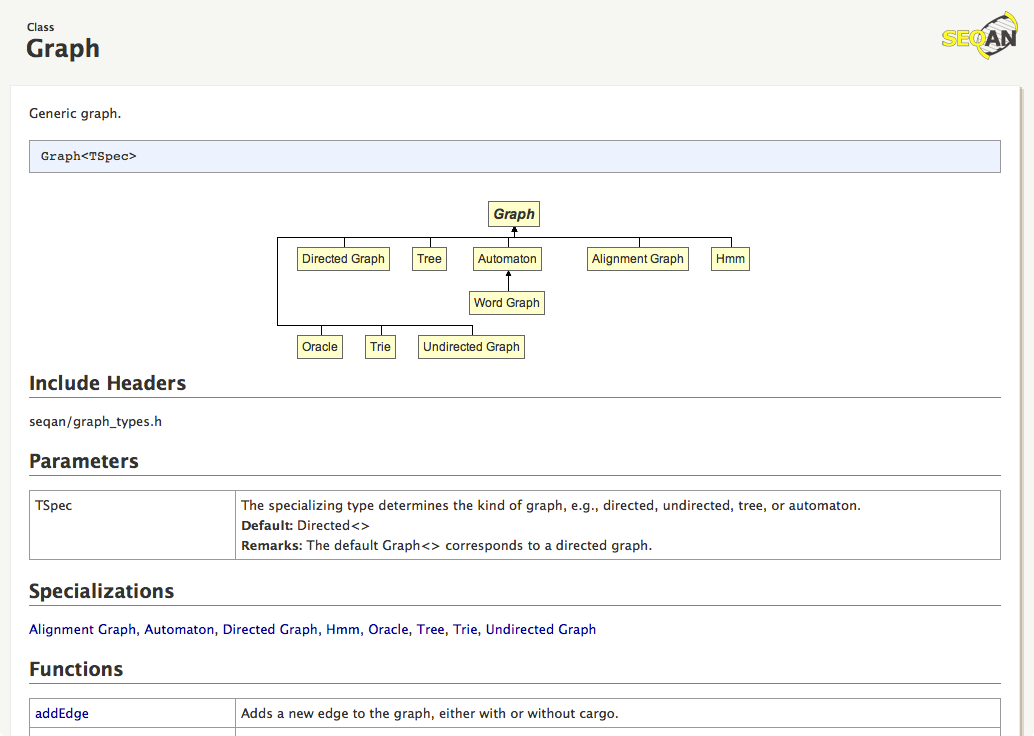 Class
Graph
SEQAN
Generic graph.
Graph<TSpec>
Graph
Directed Graph Tree Automaton Alignment Graph Hmm
Word Graph
Oracle Trie Undirected Graph
Include Headers
seqan/graph_types.h
Parameters
TSpec The specializing type determines the kind of graph, e.g., directed, undirected, tree, or automaton.
Default: Directed<>
Remarks: The default Graph<> corresponds to a directed graph.
Specializations
Alignment Graph, Automaton, Directed Graph, Hmm, Oracle, Tree, Trie, Undirected Graph
Functions
addEdge Adds a new edge to the graph, either with or without cargo.